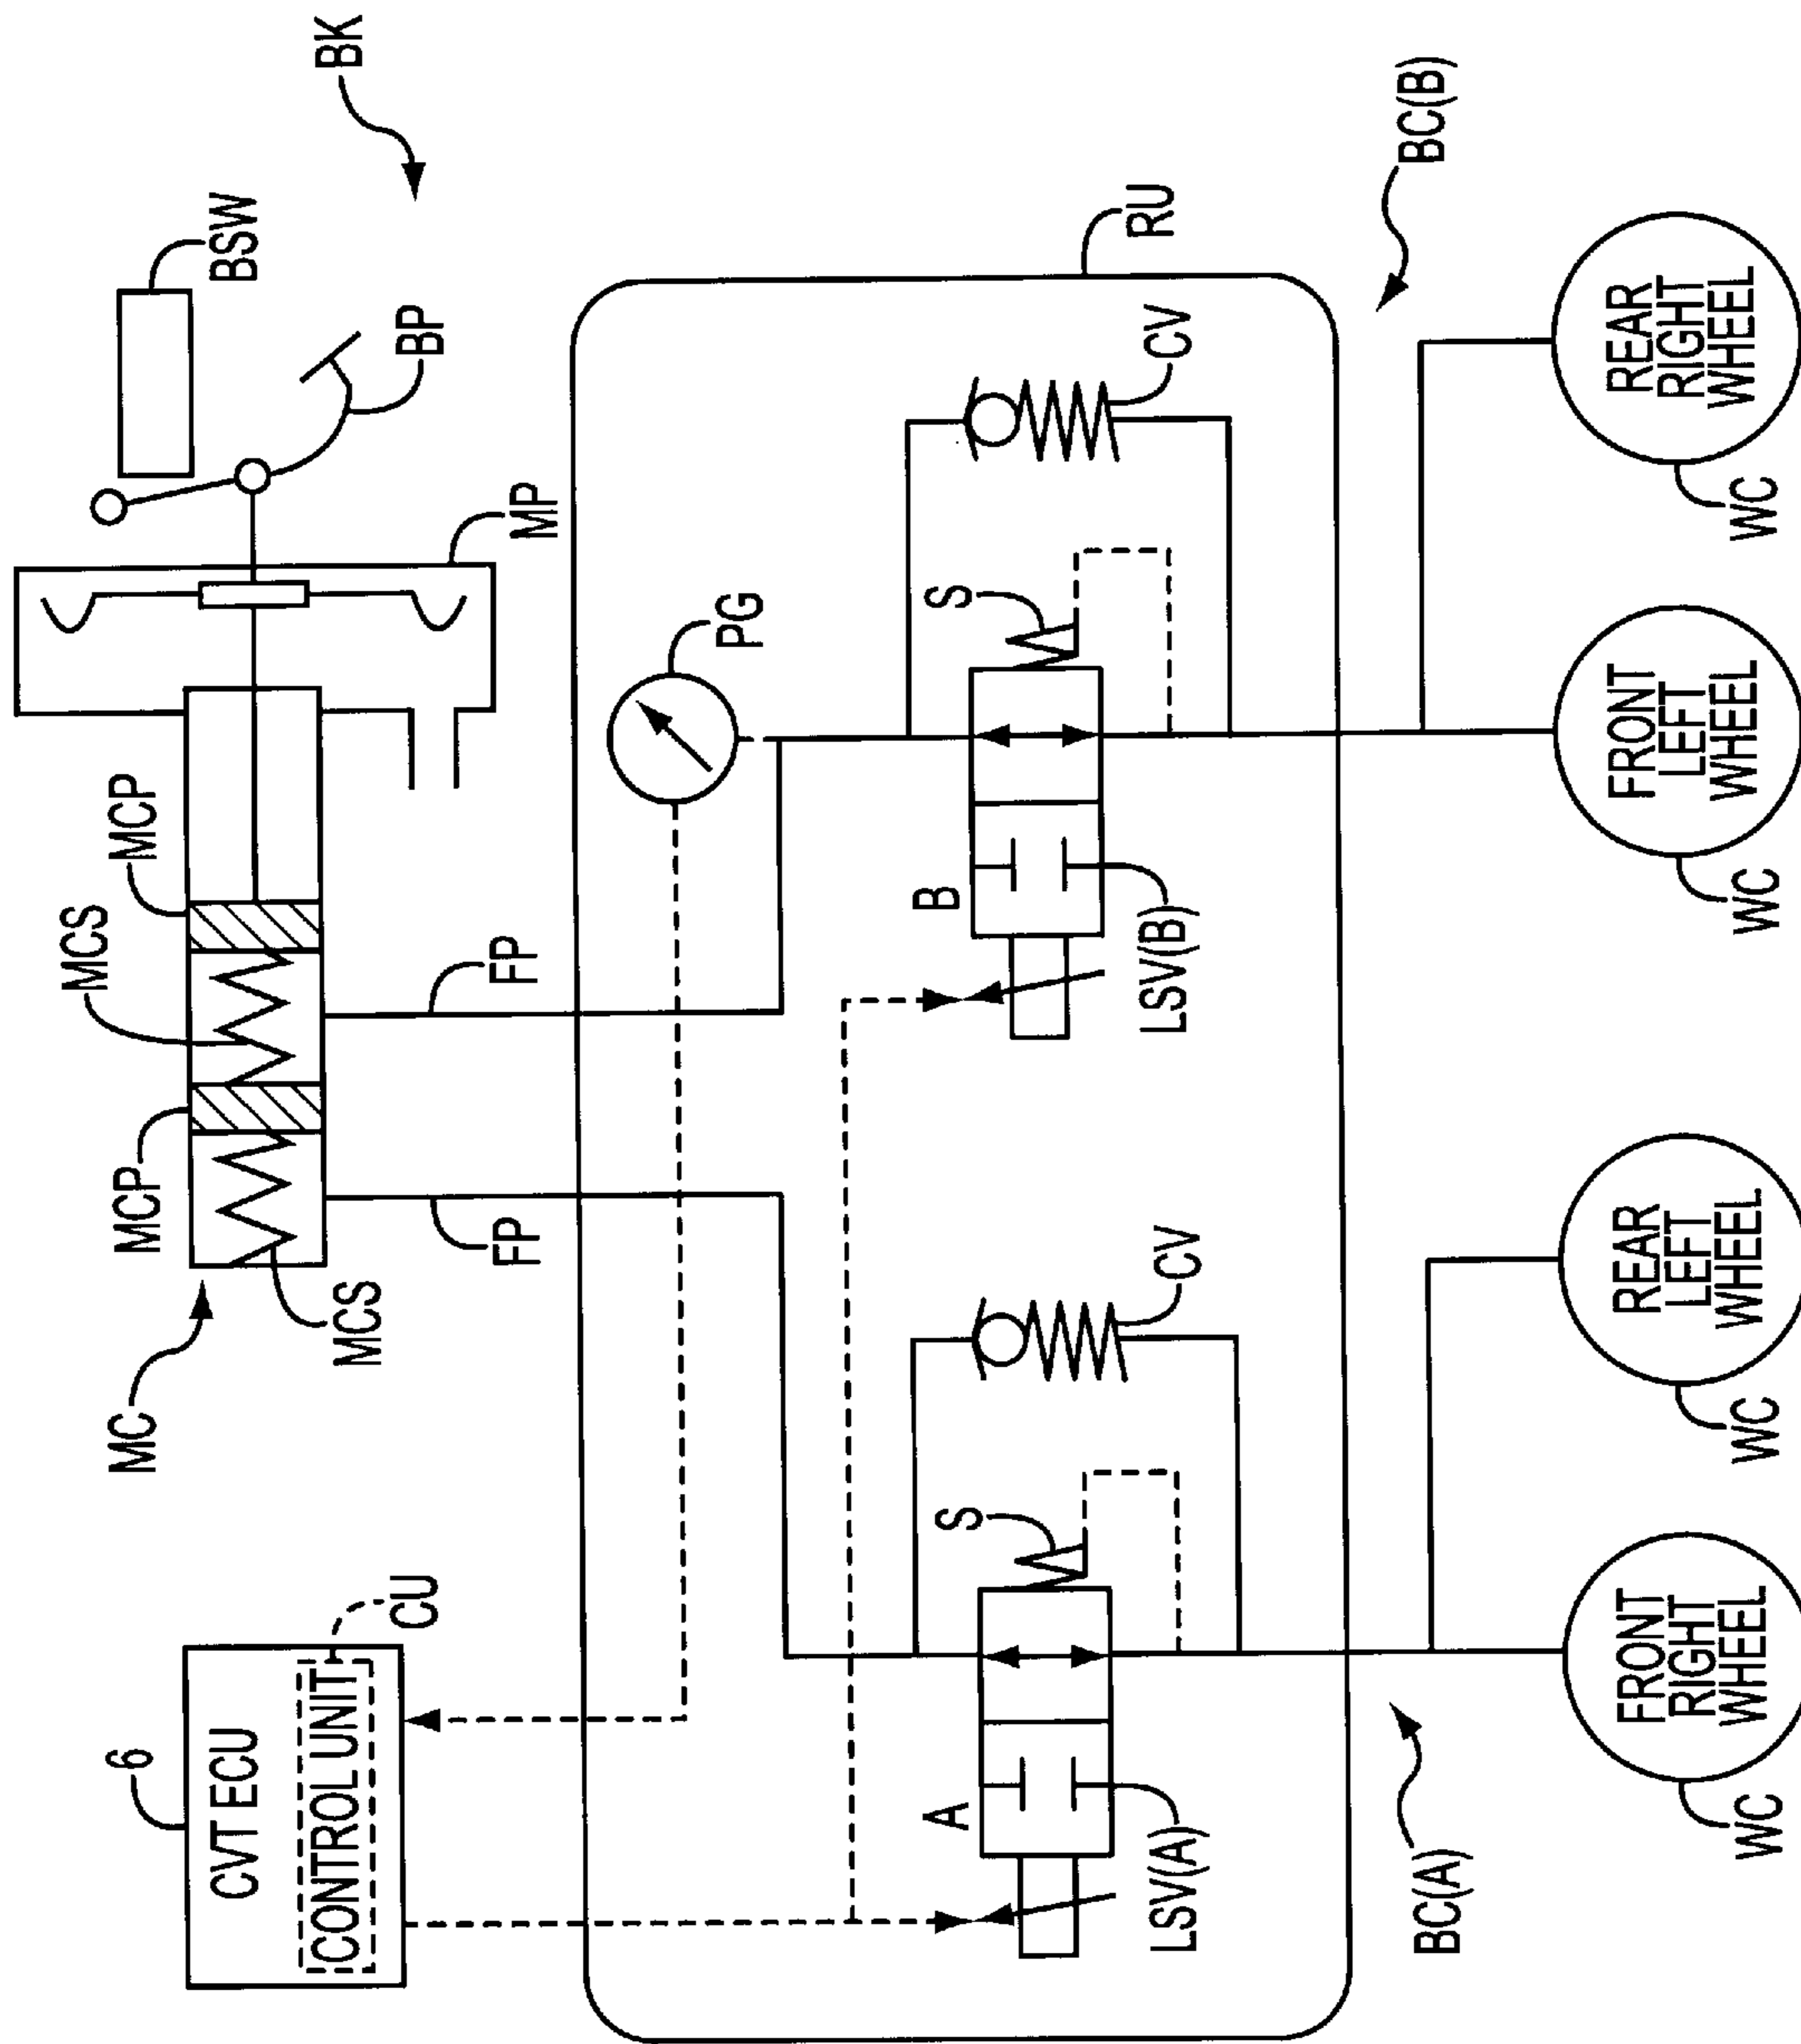 BK
BSW
BP
MP
MCP
MCS
MCP
MCS
MC
6
CVT ECU
CONTROL UNIT
CU
FP
FP
PG
RU
A
LSV(A)
S
CV
B
LSV(B)
S
CV
BC(A)
BC(B)
FRONT
RIGHT
WHEEL
WC
REAR
LEFT
WHEEL
WC
FRONT
LEFT
WHEEL
WC
REAR
RIGHT
WHEEL
WC